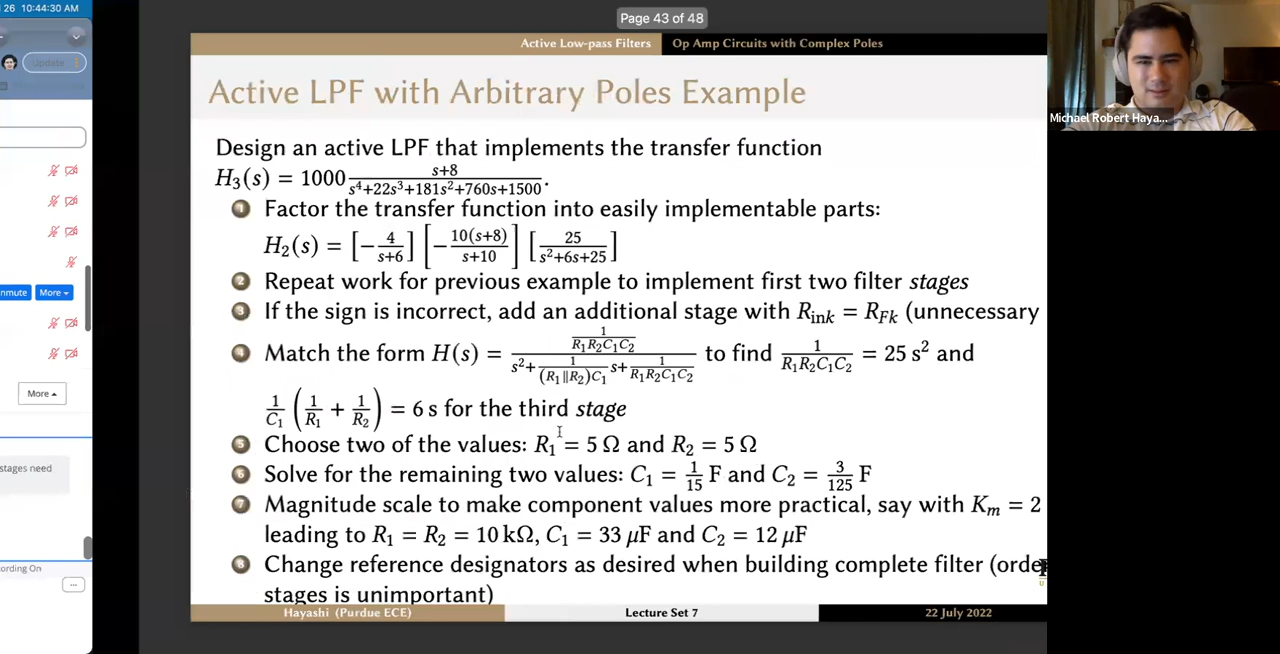 26 10:44:30 AM
Page 43 of 48
Update
Active Low-pass Filters Op Amp Circuits with Complex Poles
Active LPF with Arbitrary Poles Example
Michael Robert Haya...
Design an active LPF that implements the transfer function
H₃(s) = 1000 (s+8)/(s⁴+22s³+181s²+760s+1500).
1 Factor the transfer function into easily implementable parts:
H₂(s) = [−4/(s+6)] [−10(s+8)/(s+10)] [25/(s²+6s+25)]
2 Repeat work for previous example to implement first two filter stages
3 If the sign is incorrect, add an additional stage with Rᵢₙₖ = R_Fk (unnecessary
4 Match the form H(s) = (1/(R₁R₂C₁C₂))/(s²+(1/((R₁∥R₂)C₁))s+1/(R₁R₂C₁C₂)) to find 1/(R₁R₂C₁C₂) = 25 s² and
1/C₁ (1/R₁ + 1/R₂) = 6 s for the third stage
5 Choose two of the values: R₁ = 5 Ω and R₂ = 5 Ω
6 Solve for the remaining two values: C₁ = 1/15 F and C₂ = 3/125 F
7 Magnitude scale to make component values more practical, say with Kₘ = 2
leading to R₁ = R₂ = 10 kΩ, C₁ = 33 μF and C₂ = 12 μF
8 Change reference designators as desired when building complete filter (orde
stages is unimportant)
Hayashi (Purdue ECE) Lecture Set 7 22 July 2022
nmute More
More
stages need
cording On
...